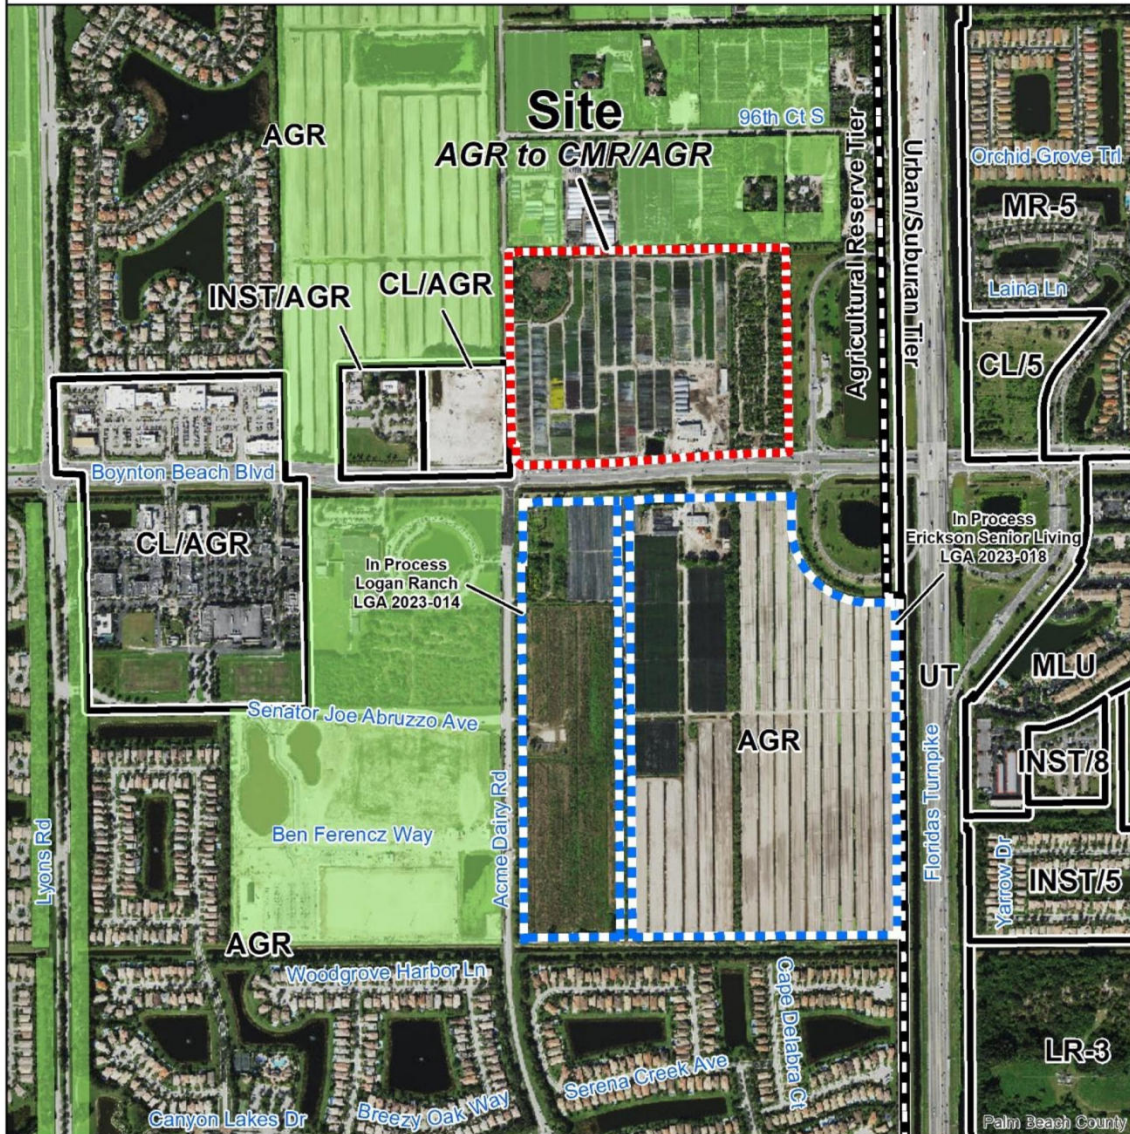 Site
AGR to CMR/AGR
96th Ct S
AGR
Orchid Grove Trl
MR-5
Agricultural Reserve Tier
Urban/Suburan Tier
Laina Ln
INST/AGR
CL/AGR
CL/5
Boynton Beach Blvd
CL/AGR
In Process
Logan Ranch
LGA 2023-014
In Process
Erickson Senior Living
LGA 2023-018
UT
MLU
Senator Joe Abruzzo Ave
AGR
INST/8
Lyons Rd
Ben Ferencz Way
Acme Dairy Rd
Floridas Turnpike
Yarrow Dr
INST/5
AGR
Woodgrove Harbor Ln
Cape Delabra Ct
Serena Creek Ave
LR-3
Canyon Lakes Dr
Breezy Oak Way
Palm Beach County